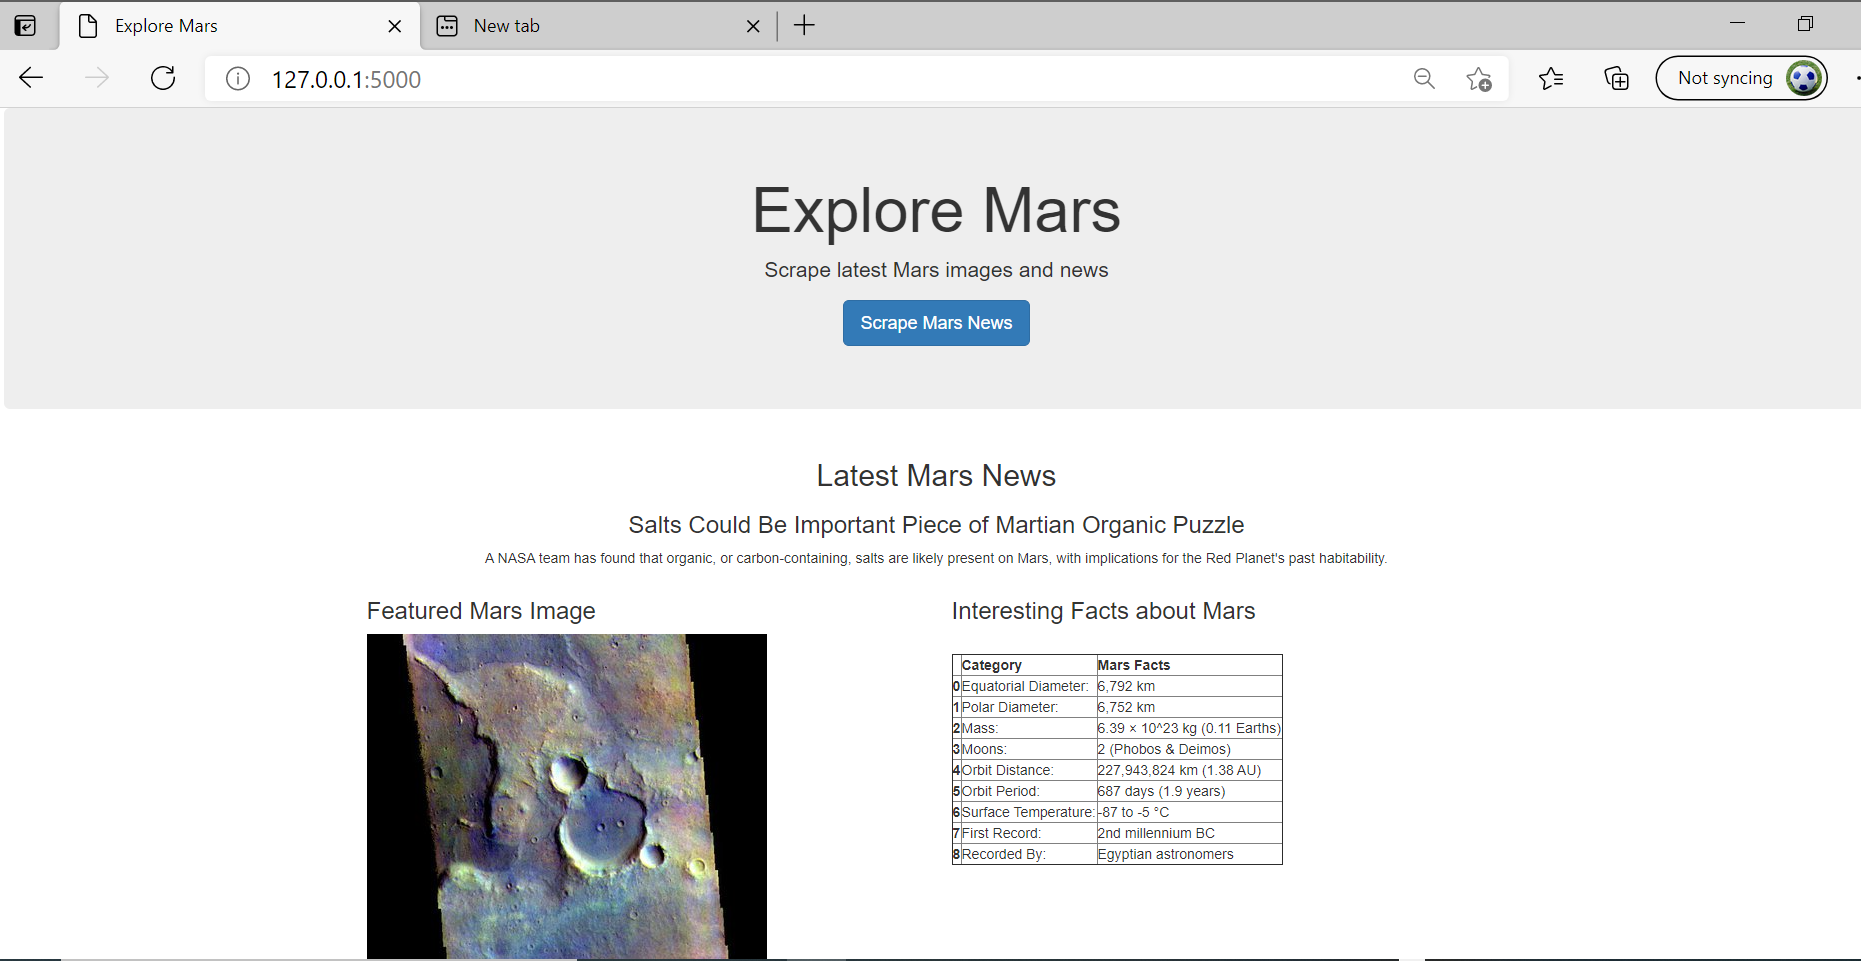 Explore Mars
New tab
127.0.0.1:5000
Not syncing
Explore Mars
Scrape latest Mars images and news
Scrape Mars News
Latest Mars News
Salts Could Be Important Piece of Martian Organic Puzzle
A NASA team has found that organic, or carbon-containing, salts are likely present on Mars, with implications for the Red Planet's past habitability.
Featured Mars Image
Interesting Facts about Mars
Category Mars Facts
0 Equatorial Diameter: 6,792 km
1 Polar Diameter: 6,752 km
2 Mass: 6.39 × 10^23 kg (0.11 Earths)
3 Moons: 2 (Phobos & Deimos)
4 Orbit Distance: 227,943,824 km (1.38 AU)
5 Orbit Period: 687 days (1.9 years)
6 Surface Temperature: -87 to -5 °C
7 First Record: 2nd millennium BC
8 Recorded By: Egyptian astronomers